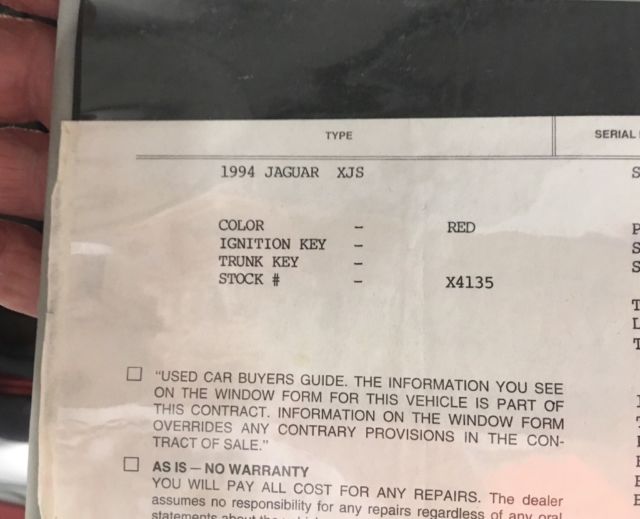 TYPE SERIAL
1994 JAGUAR XJS S
COLOR – RED P
IGNITION KEY – S
TRUNK KEY – S
STOCK # – X4135
T
L
T
☐ "USED CAR BUYERS GUIDE. THE INFORMATION YOU SEE
ON THE WINDOW FORM FOR THIS VEHICLE IS PART OF
THIS CONTRACT. INFORMATION ON THE WINDOW FORM
OVERRIDES ANY CONTRARY PROVISIONS IN THE CON-
TRACT OF SALE."
☐ AS IS – NO WARRANTY
YOU WILL PAY ALL COST FOR ANY REPAIRS. The dealer
assumes no responsibility for any repairs regardless of any oral
statements about the